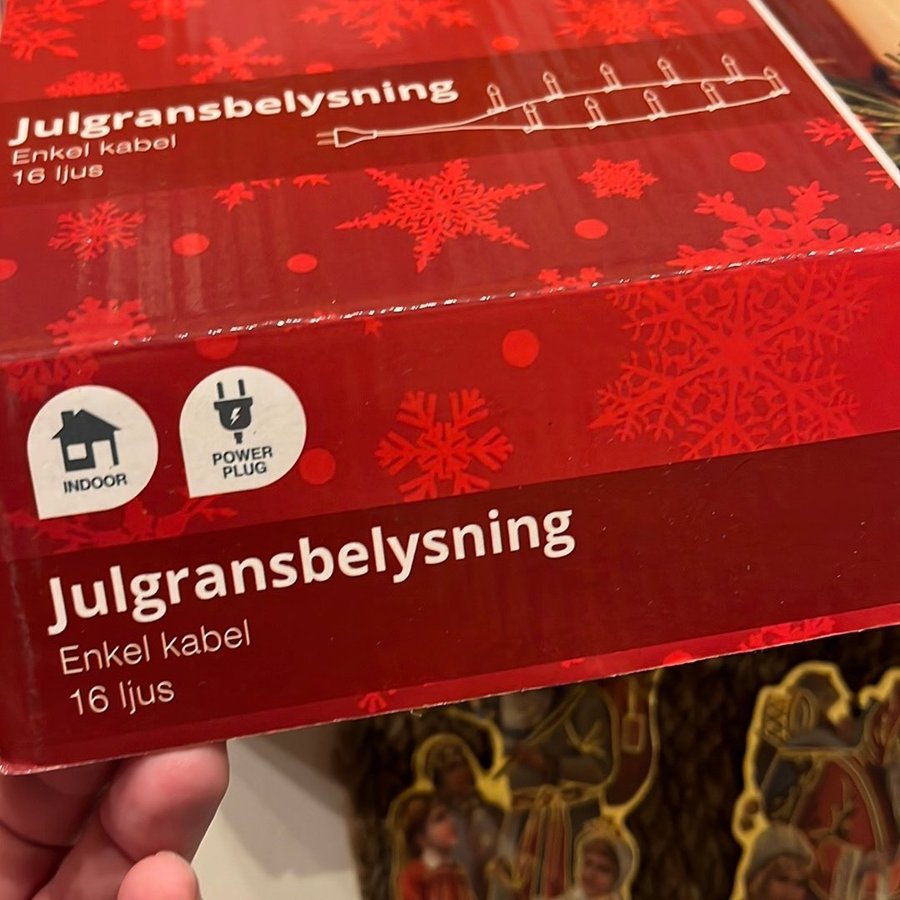 Julgransbelysning
Enkel kabel
16 ljus
INDOOR
POWER
PLUG
Julgransbelysning
Enkel kabel
16 ljus